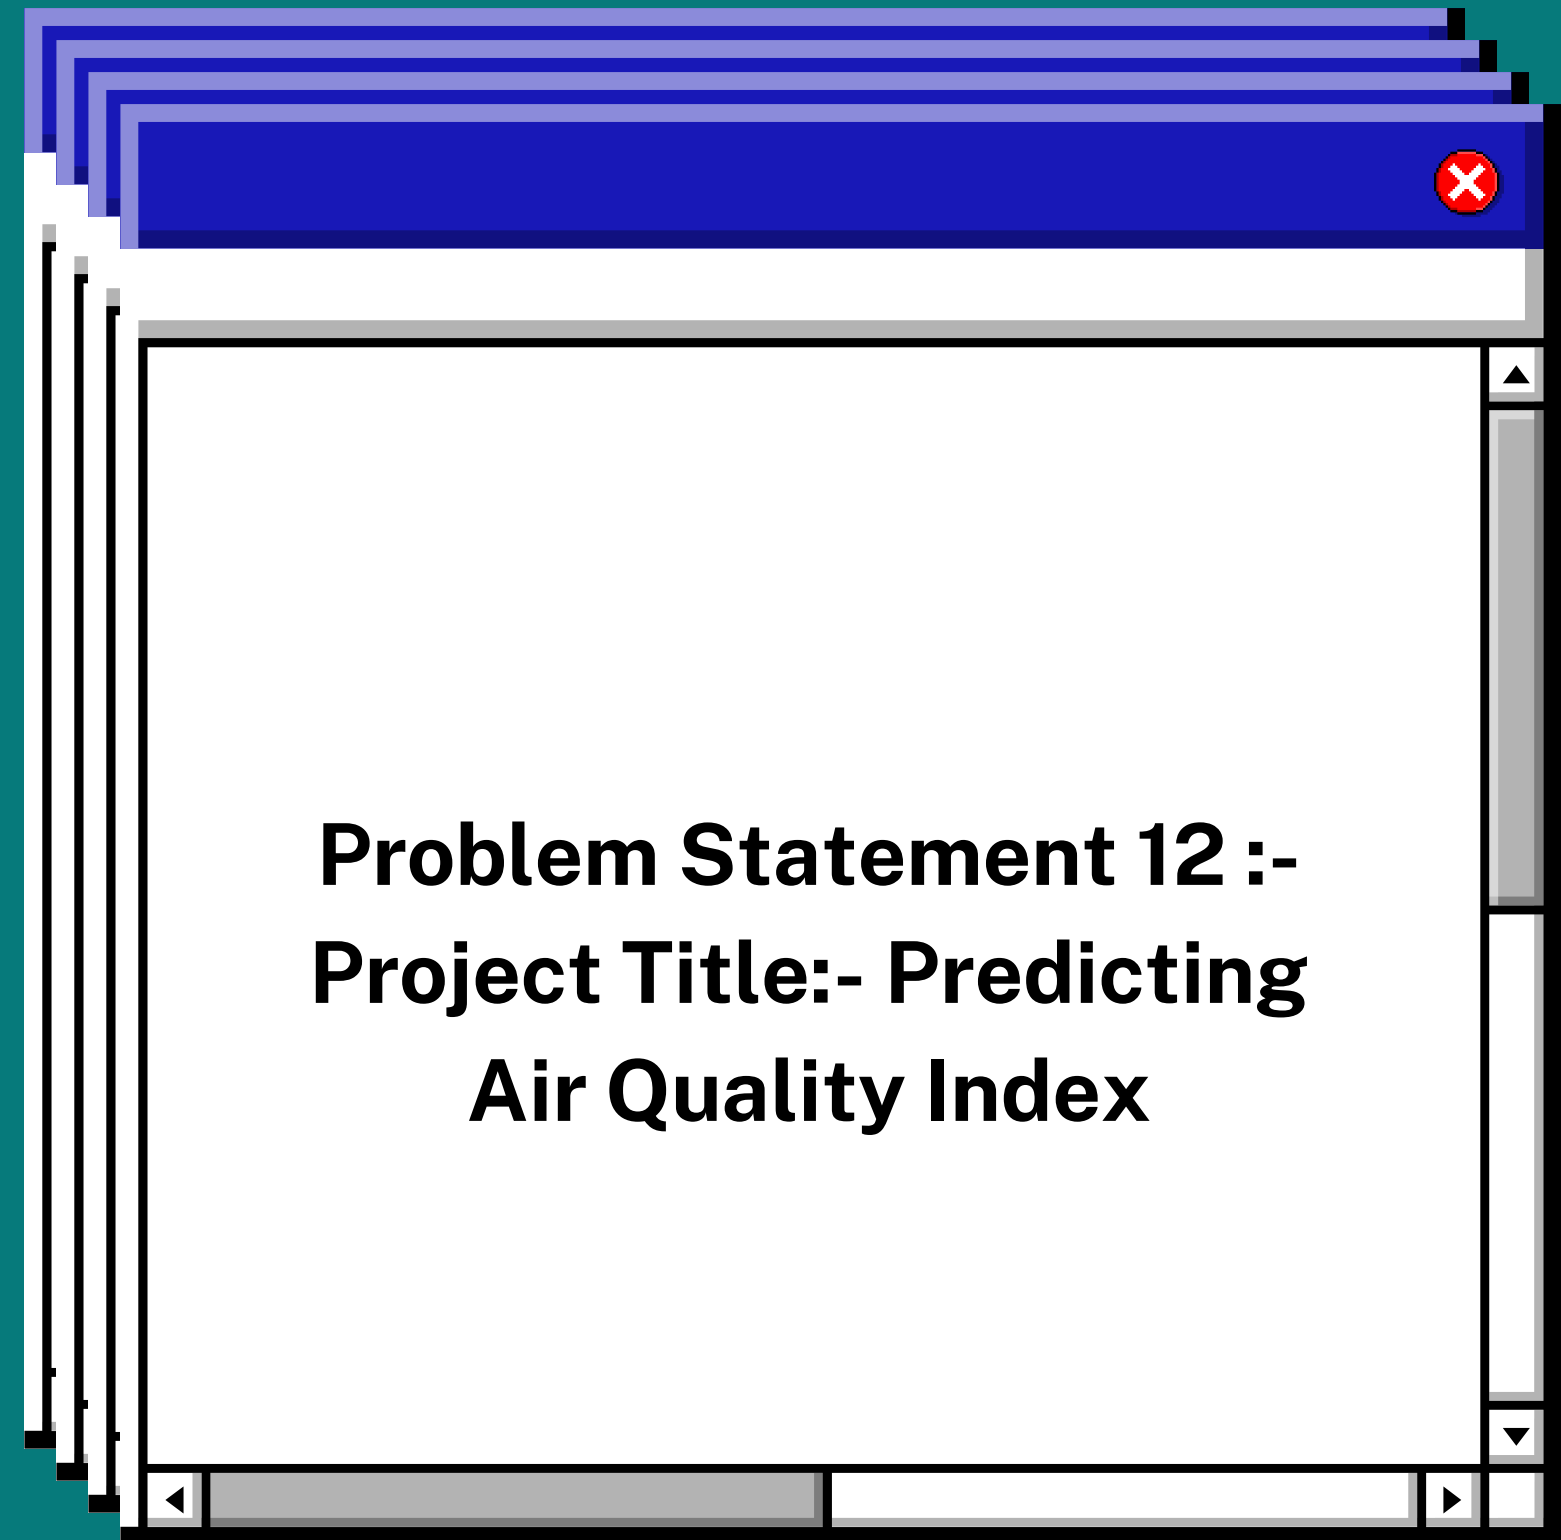 Problem Statement 12 :-
Project Title:- Predicting
Air Quality Index